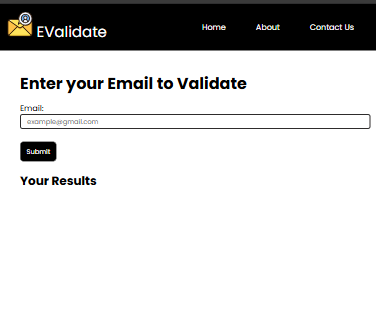 EValidate Home About Contact Us
Enter your Email to Validate
Email:
example@gmail.com
Submit
Your Results